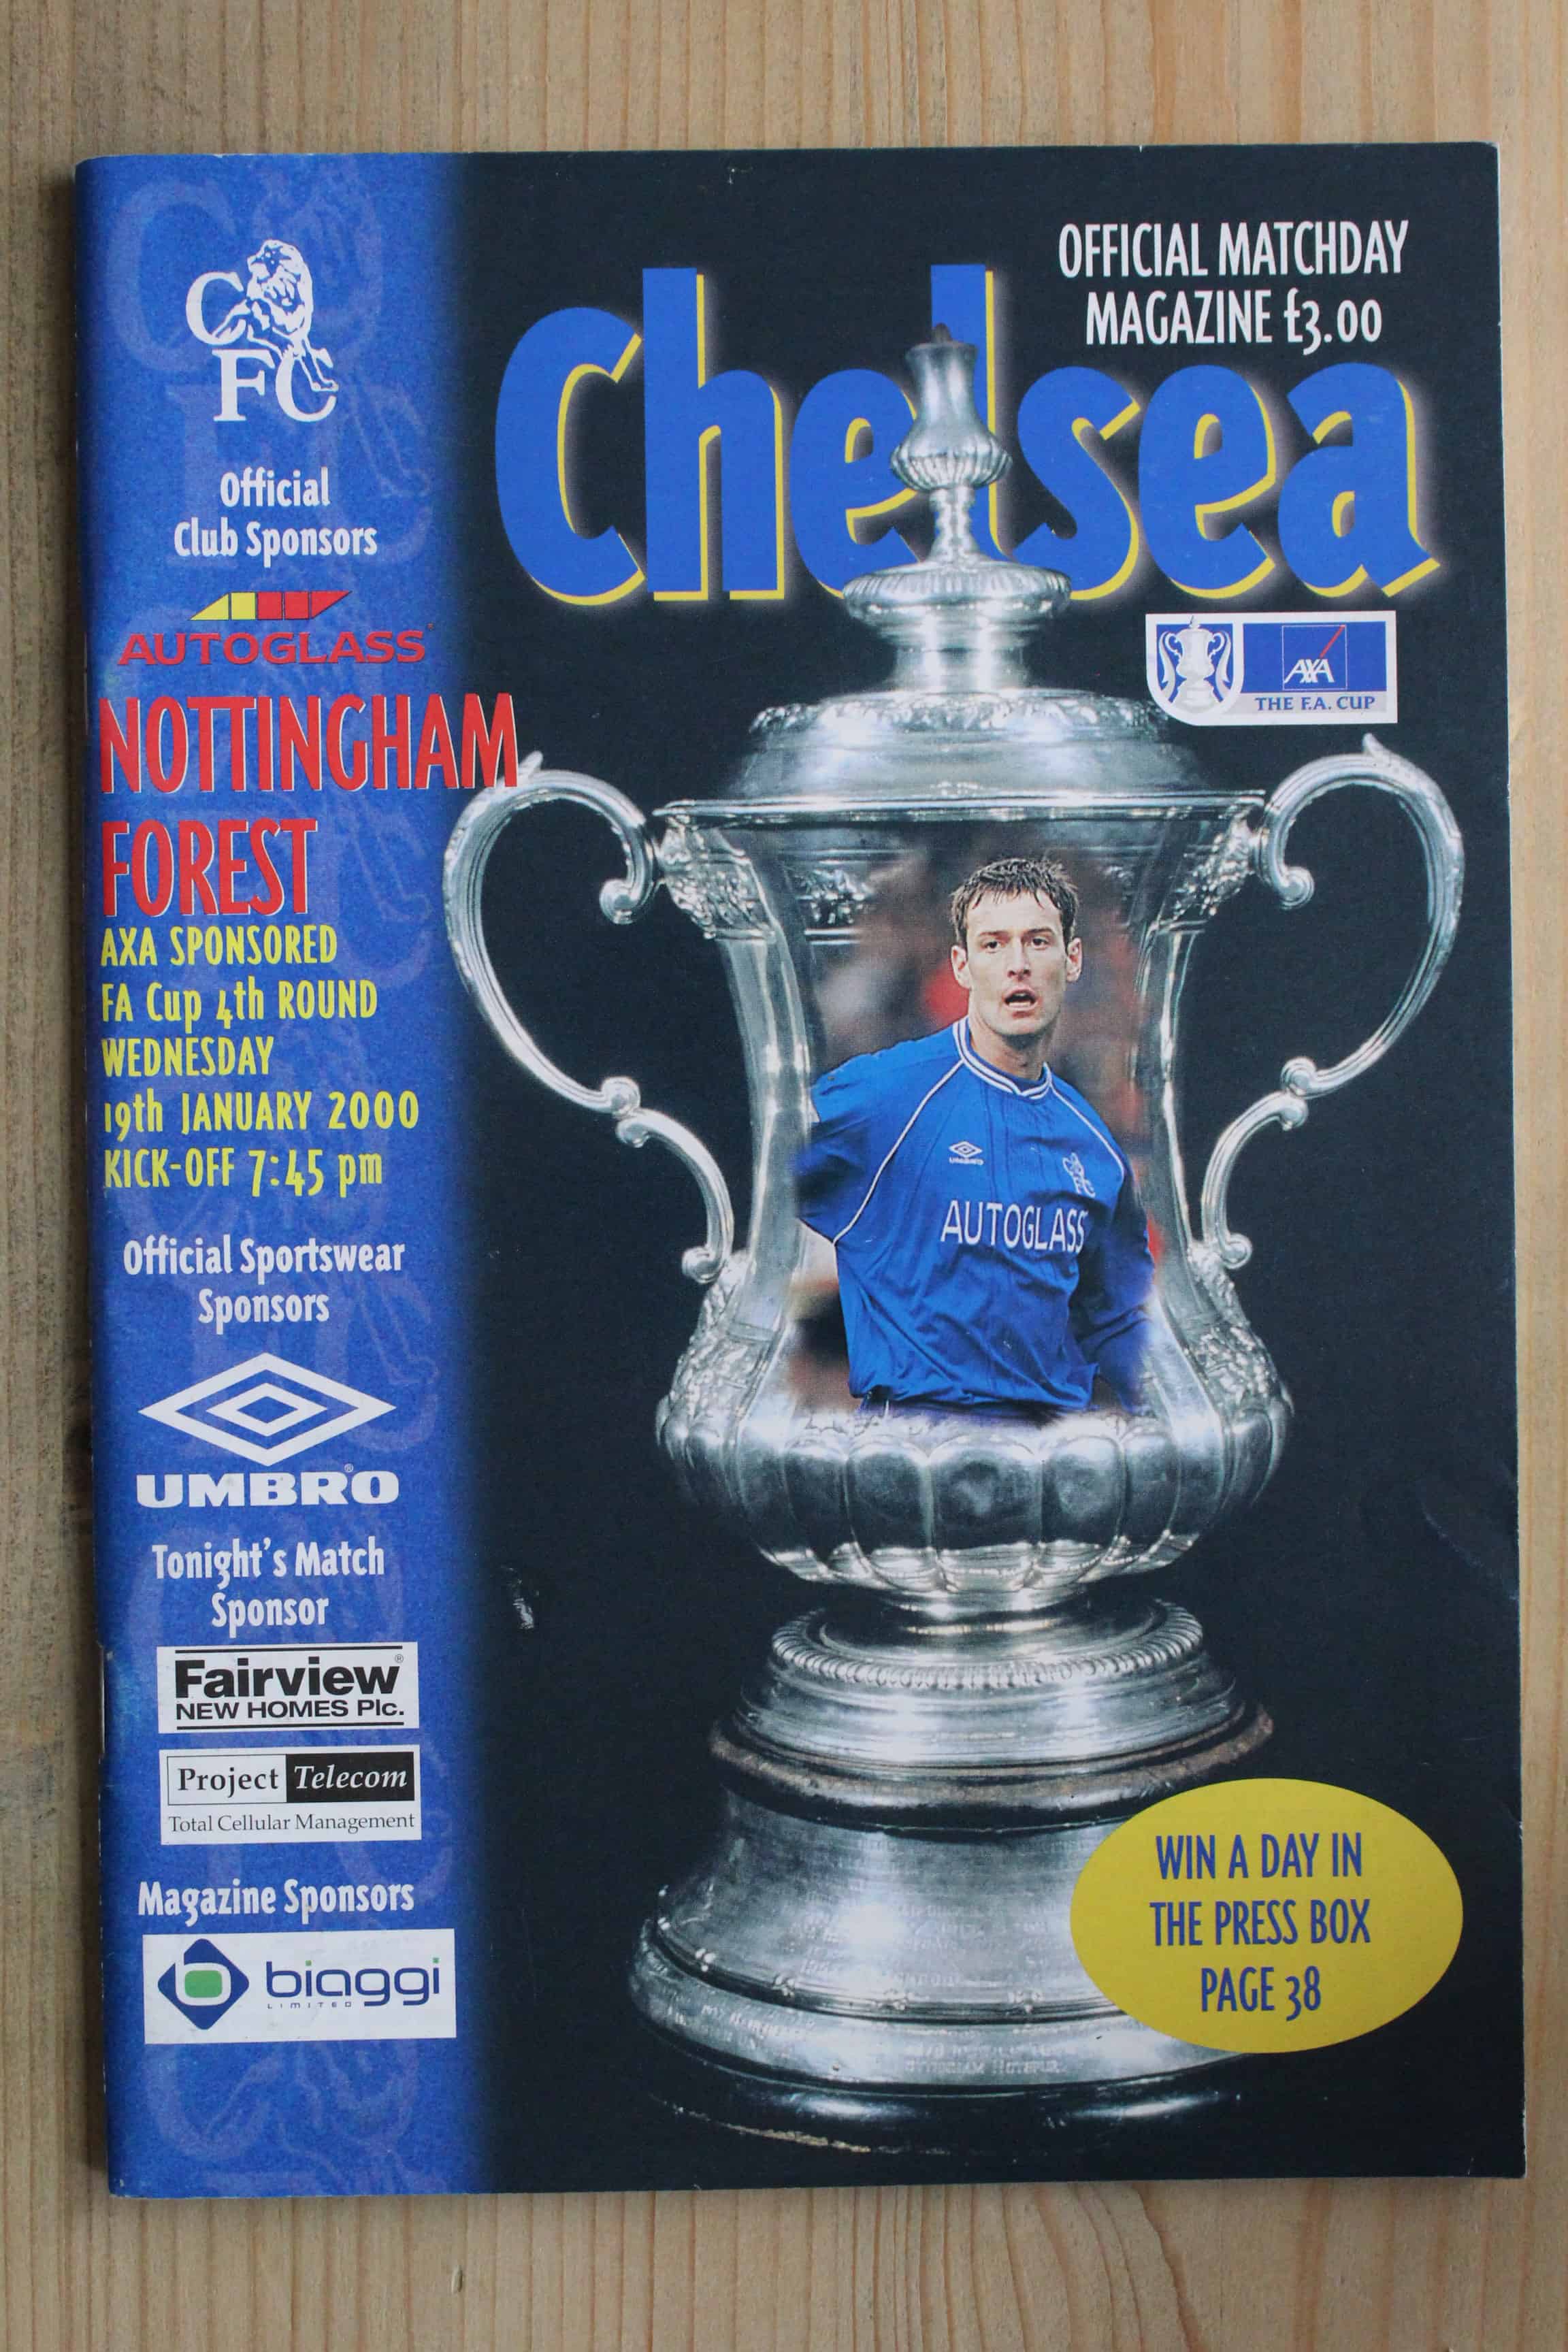 CFC
Official
Club Sponsors
AUTOGLASS
NOTTINGHAM
FOREST
AXA SPONSORED
FA Cup 4th ROUND
WEDNESDAY
19th JANUARY 2000
KICK-OFF 7:45 pm
Official Sportswear
Sponsors
UMBRO®
Tonight's Match
Sponsor
Fairview®
NEW HOMES Plc.
Project Telecom
Total Cellular Management
Magazine Sponsors
biaggi
LIMITED
OFFICIAL MATCHDAY
MAGAZINE £3.00
Chelsea
AXA
THE F.A. CUP
UMBRO
CFC
AUTOGLASS
WIN A DAY IN
THE PRESS BOX
PAGE 38